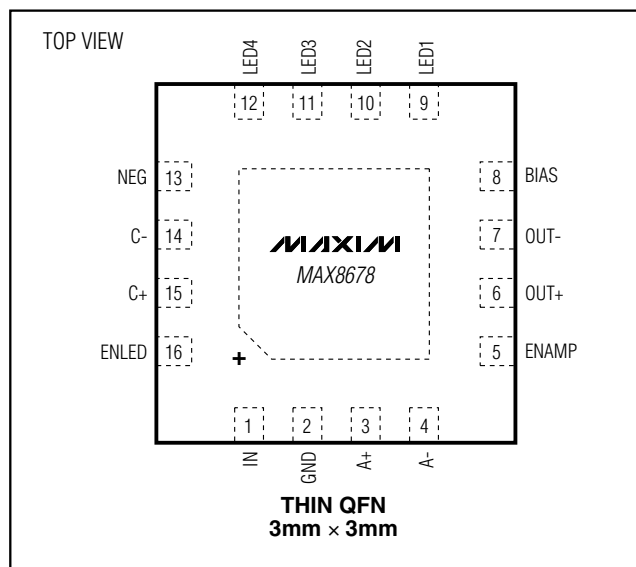 TOP VIEW
LED4
LED3
LED2
LED1
12
11
10
9
NEG 13
8 BIAS
C- 14
7 OUT-
MAXIM
MAX8678
C+ 15
6 OUT+
ENLED 16
5 ENAMP
+
1
2
3
4
IN
GND
A+
A-
THIN QFN
3mm × 3mm